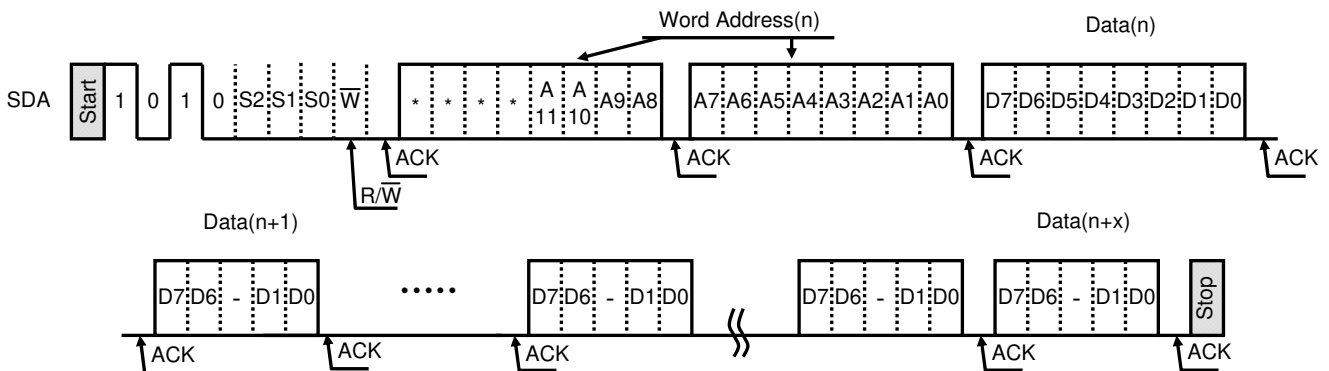 Word Address(n)
Data(n)
SDA
Start 1 0 1 0 S2 S1 S0 W̅ * * * * A 11 A 10 A9 A8 A7 A6 A5 A4 A3 A2 A1 A0 D7 D6 D5 D4 D3 D2 D1 D0
ACK ACK ACK ACK
R/W̅
Data(n+1)
Data(n+x)
D7 D6 - D1 D0 ••••• D7 D6 - D1 D0 D7 D6 - D1 D0 D7 D6 - D1 D0 Stop
ACK ACK ACK ACK ACK